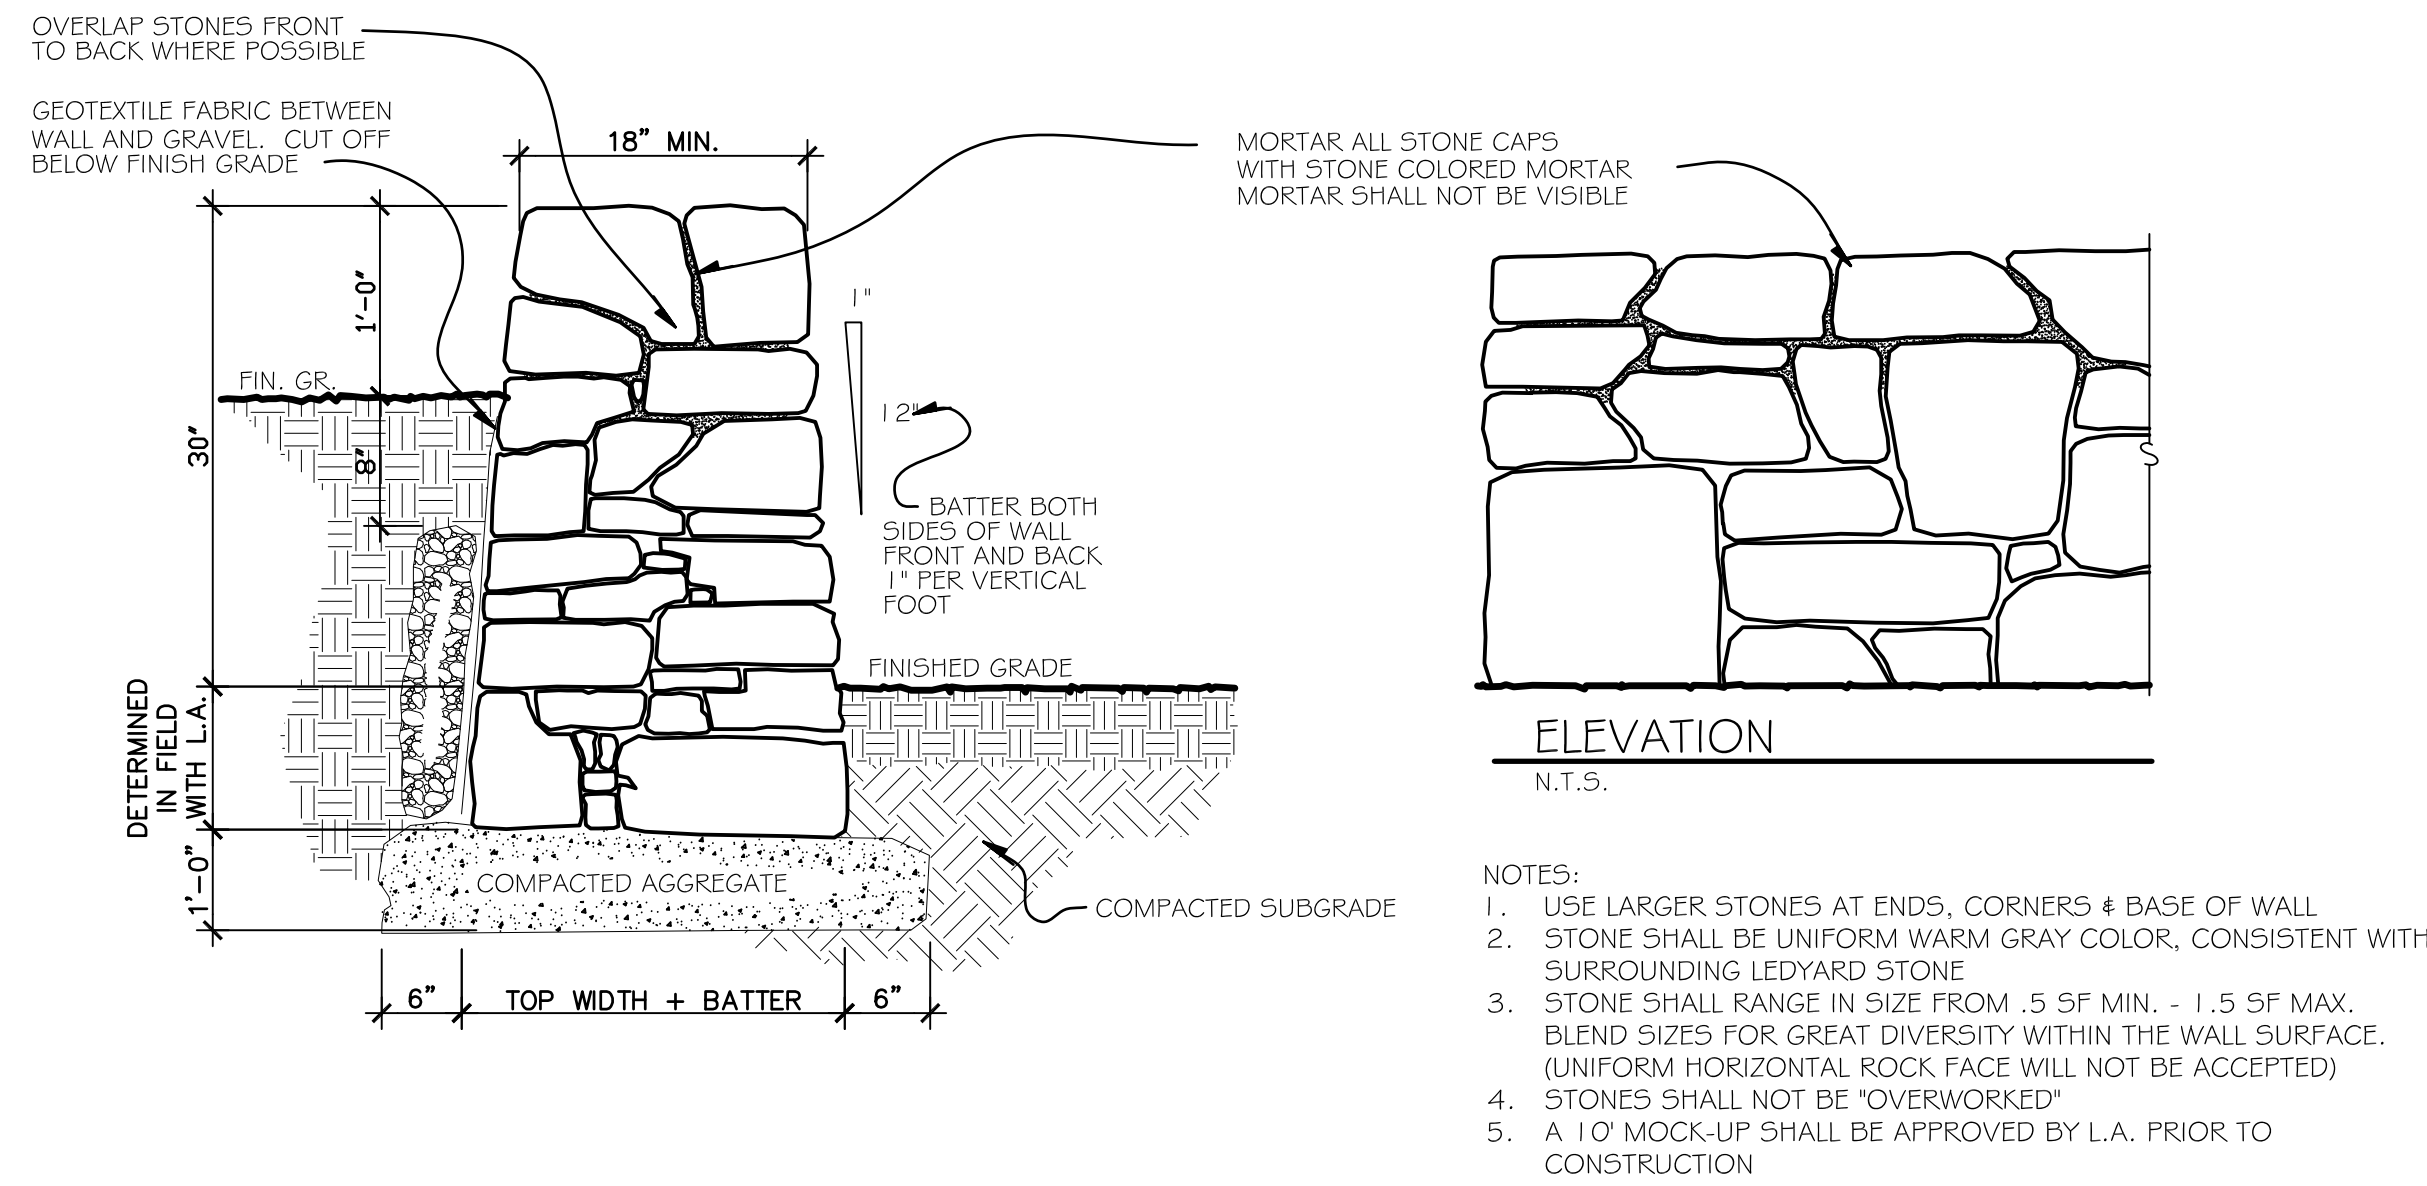 OVERLAP STONES FRONT
TO BACK WHERE POSSIBLE
GEOTEXTILE FABRIC BETWEEN
WALL AND GRAVEL.  CUT OFF
BELOW FINISH GRADE
18" MIN.
MORTAR ALL STONE CAPS
WITH STONE COLORED MORTAR
MORTAR SHALL NOT BE VISIBLE
1'-0"
1"
FIN. GR.
12"
30"
8"
BATTER BOTH
SIDES OF WALL
FRONT AND BACK
1" PER VERTICAL
FOOT
FINISHED GRADE
DETERMINED
IN FIELD
WITH L.A.
1'-0"
COMPACTED AGGREGATE
COMPACTED SUBGRADE
6"
TOP WIDTH + BATTER
6"
ELEVATION
N.T.S.
NOTES:
1. USE LARGER STONES AT ENDS, CORNERS & BASE OF WALL
2. STONE SHALL BE UNIFORM WARM GRAY COLOR, CONSISTENT WITH
SURROUNDING LEDYARD STONE
3. STONE SHALL RANGE IN SIZE FROM .5 SF MIN. - 1.5 SF MAX.
BLEND SIZES FOR GREAT DIVERSITY WITHIN THE WALL SURFACE.
(UNIFORM HORIZONTAL ROCK FACE WILL NOT BE ACCEPTED)
4. STONES SHALL NOT BE "OVERWORKED"
5. A 10' MOCK-UP SHALL BE APPROVED BY L.A. PRIOR TO
CONSTRUCTION